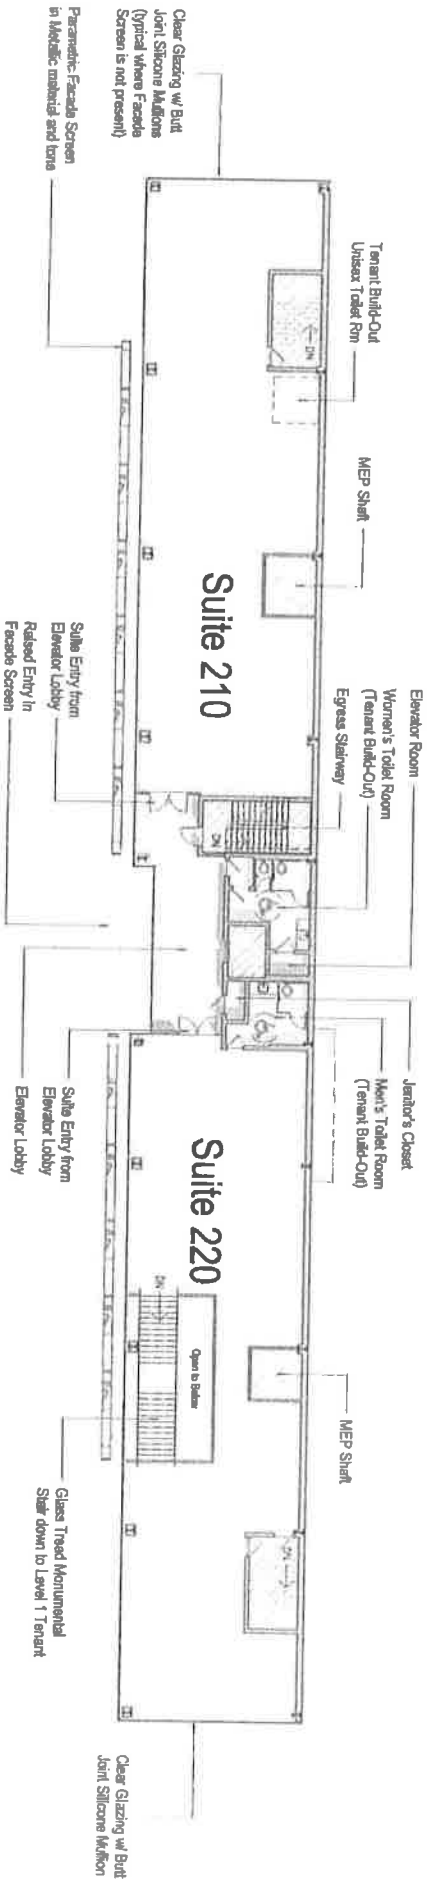 Clear Glazing w/ Butt
Joint Silicone Mullions
(typical where Facade
Screen is not present)
Parametric Facade Screen
in Metallic material and tone
Tenant Build-Out
Unisex Toilet Rm
DN
MEP Shaft
Suite 210
Elevator Room
Women's Toilet Room
(Tenant Build-Out)
Egress Stairway
DN
Suite Entry from
Elevator Lobby
Raised Entry in
Facade Screen
Janitor's Closet
Men's Toilet Room
(Tenant Build-Out)
Suite Entry from
Elevator Lobby
Elevator Lobby
Suite 220
DN
Open to Below
MEP Shaft
DN
Glass Tread Monumental
Stair down to Level 1 Tenant
Clear Glazing w/ Butt
Joint Silicone Mullion